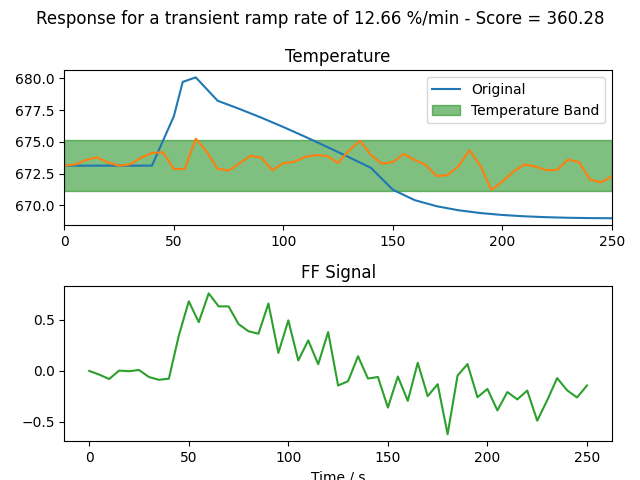 Response for a transient ramp rate of 12.66 %/min - Score = 360.28
Temperature
680.0
677.5
675.0
672.5
670.0
Original
Temperature Band
0 50 100 150 200 250
FF Signal
0.5
0.0
−0.5
0 50 100 150 200 250
Time / s